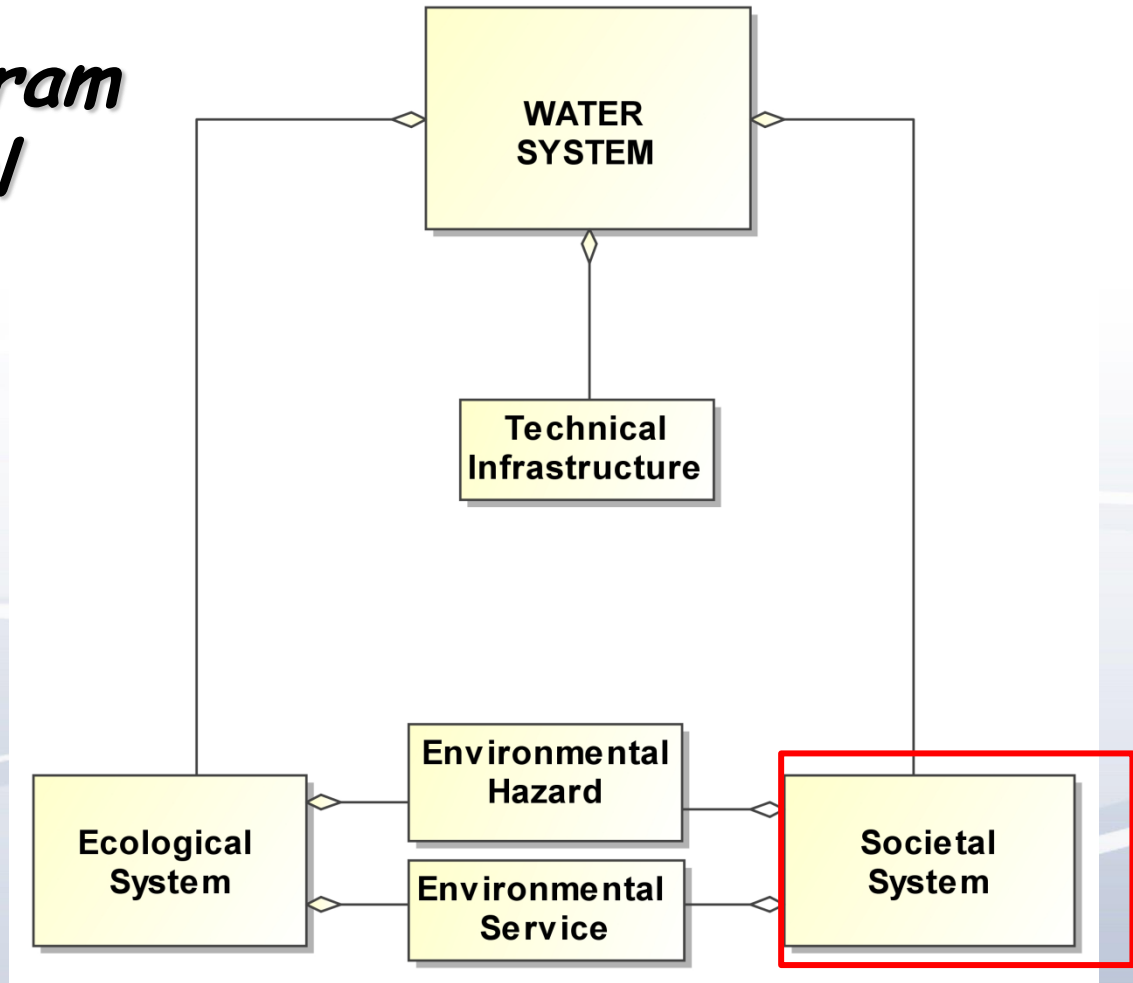 ram
l
WATER
SYSTEM
Technical
Infrastructure
Environmental
Hazard
Ecological
System
Societal
System
Environmental
Service